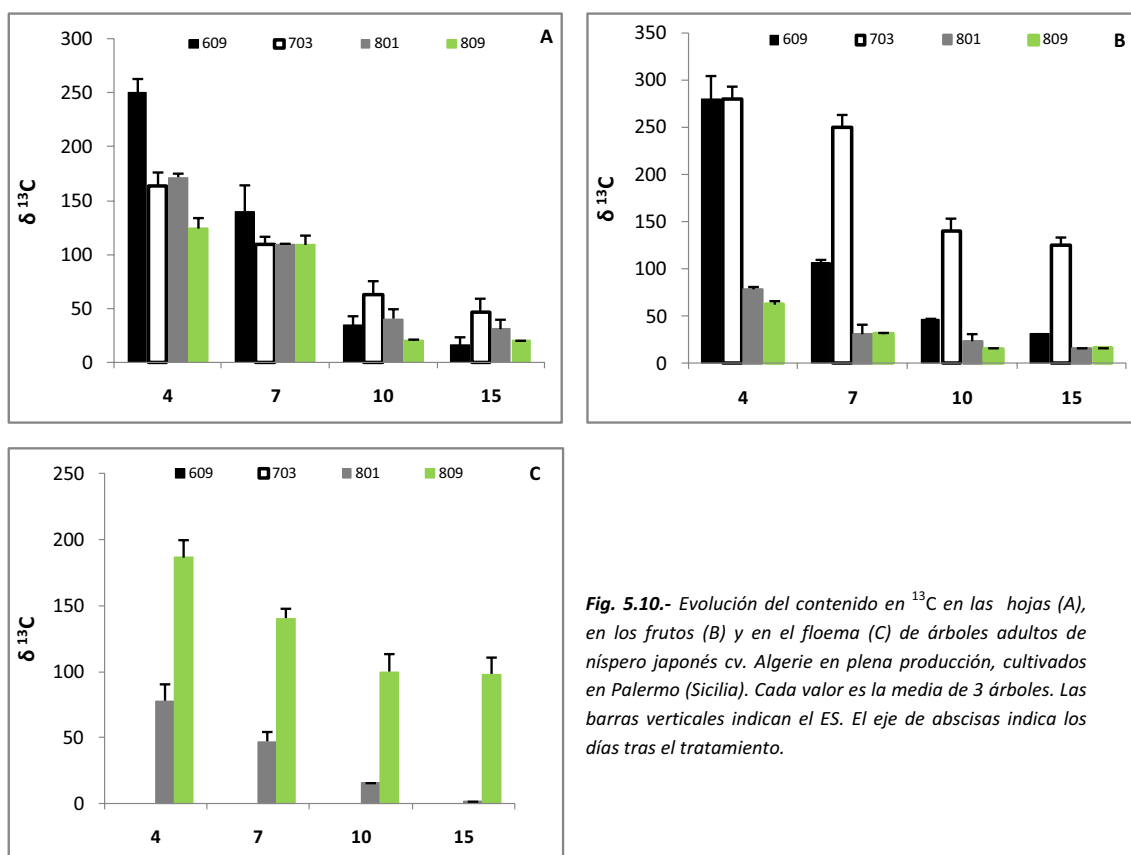 609 703 801 809 A
300
250
200
150
100
50
0
δ 13C
4 7 10 15
609 703 801 809 B
350
300
250
200
150
100
50
0
δ 13C
4 7 10 15
609 703 801 809 C
250
200
150
100
50
0
δ 13C
4 7 10 15
Fig. 5.10.- Evolución del contenido en 13C en las hojas (A),
en los frutos (B) y en el floema (C) de árboles adultos de
níspero japonés cv. Algerie en plena producción, cultivados
en Palermo (Sicilia). Cada valor es la media de 3 árboles. Las
barras verticales indican el ES. El eje de abscisas indica los
días tras el tratamiento.